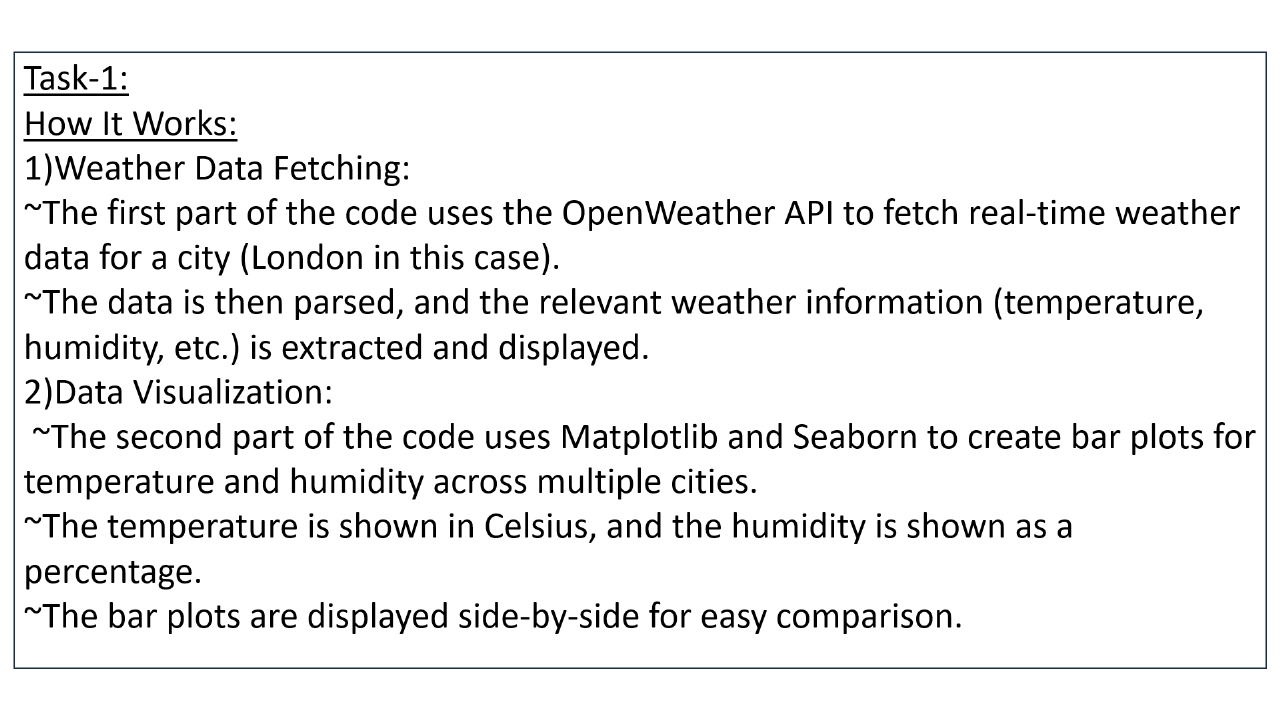 Task-1:
How It Works:
1)Weather Data Fetching:
~The first part of the code uses the OpenWeather API to fetch real-time weather
data for a city (London in this case).
~The data is then parsed, and the relevant weather information (temperature,
humidity, etc.) is extracted and displayed.
2)Data Visualization:
~The second part of the code uses Matplotlib and Seaborn to create bar plots for
temperature and humidity across multiple cities.
~The temperature is shown in Celsius, and the humidity is shown as a
percentage.
~The bar plots are displayed side-by-side for easy comparison.